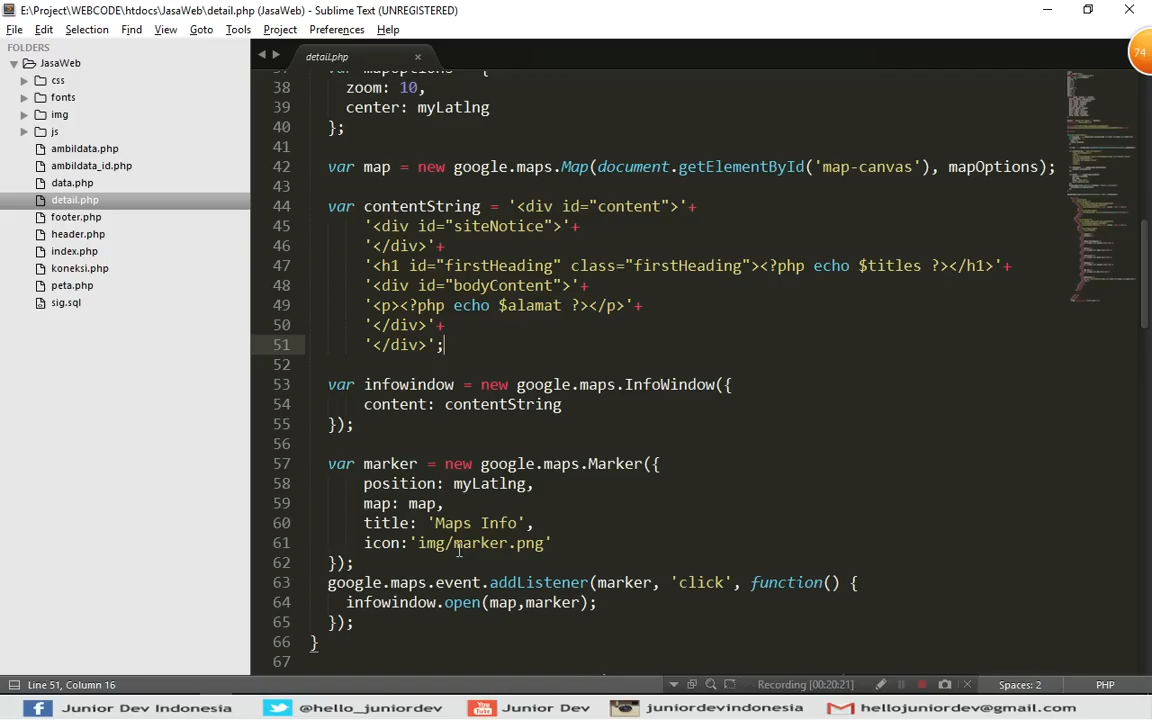 E:\Project\WEBCODE\htdocs\JasaWeb\detail.php (JasaWeb) - Sublime Text (UNREGISTERED)
File Edit Selection Find View Goto Tools Project Preferences Help
74
FOLDERS
JasaWeb
css
fonts
img
js
ambildata.php
ambildata_id.php
data.php
detail.php
footer.php
header.php
index.php
koneksi.php
peta.php
sig.sql
detail.php
37 var mapOptions = {
38 zoom: 10,
39 center: myLatlng
40 };
41
42 var map = new google.maps.Map(document.getElementById('map-canvas'), mapOptions);
43
44 var contentString = '<div id="content">'+
45 '<div id="siteNotice">'+
46 '</div>'+
47 '<h1 id="firstHeading" class="firstHeading"><?php echo $titles ?></h1>'+
48 '<div id="bodyContent">'+
49 '<p><?php echo $alamat ?></p>'+
50 '</div>'+
51 '</div>';
52
53 var infowindow = new google.maps.InfoWindow({
54 content: contentString
55 });
56
57 var marker = new google.maps.Marker({
58 position: myLatlng,
59 map: map,
60 title: 'Maps Info',
61 icon:'img/marker.png'
62 });
63 google.maps.event.addListener(marker, 'click', function() {
64 infowindow.open(map,marker);
65 });
66 }
67
Line 51, Column 16
Recording [00:20:21]
Spaces: 2
PHP
Junior Dev Indonesia
@hello_juniordev
You Tube
Junior Dev
juniordevindonesia
hellojuniordev@gmail.com